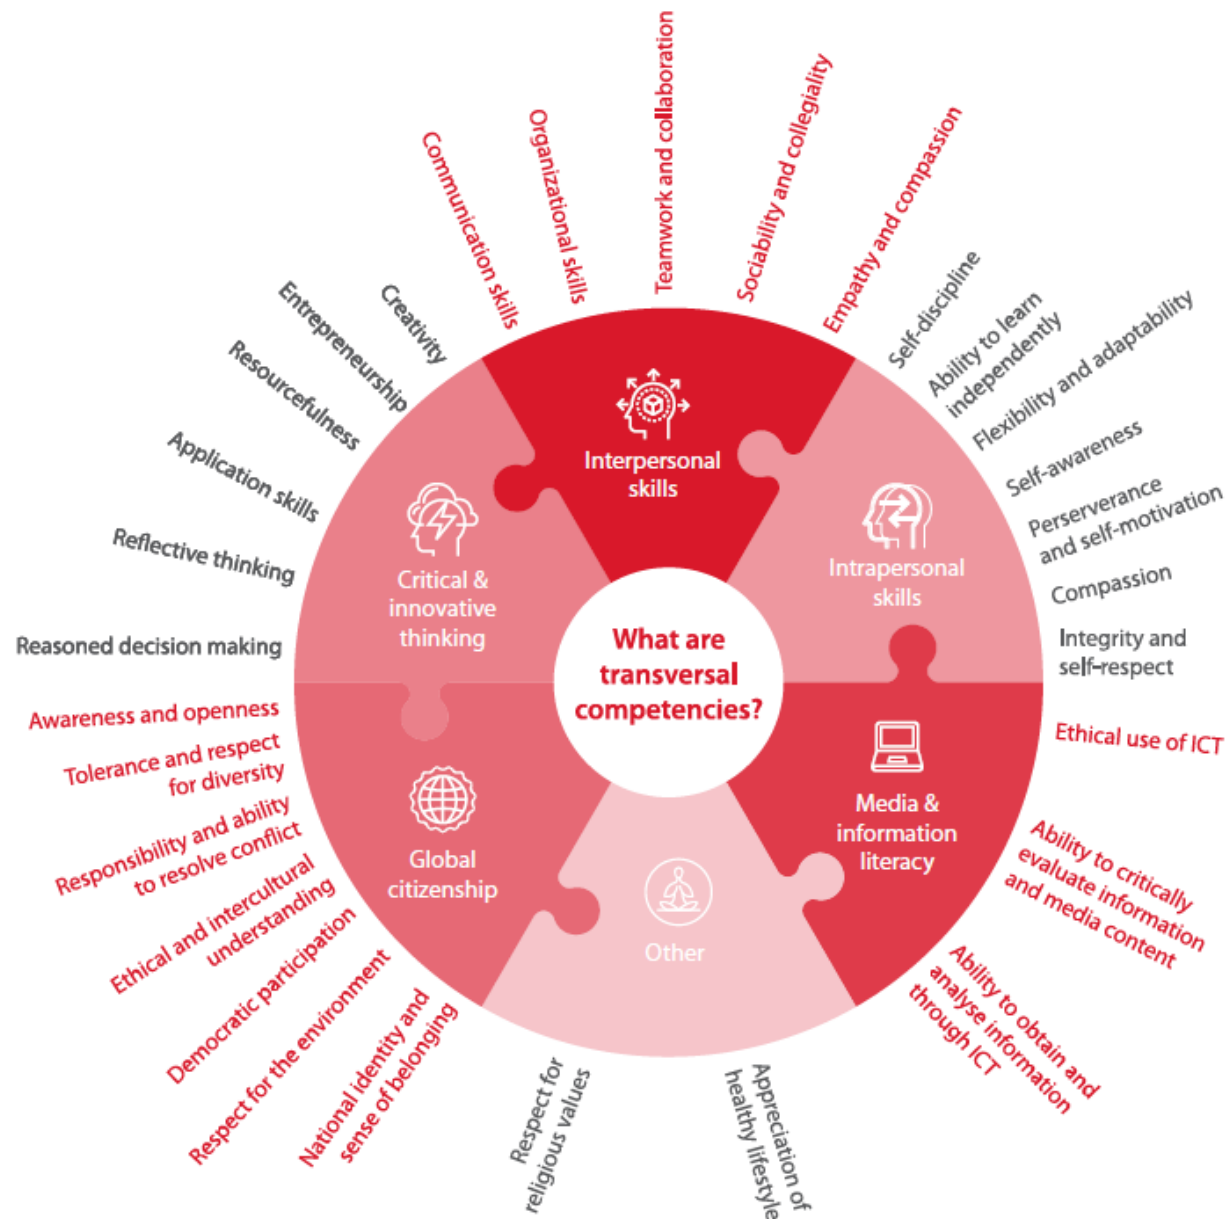 What are
transversal
competencies?
Interpersonal
skills
Communication skills
Organizational skills
Teamwork and collaboration
Sociability and collegiality
Empathy and compassion
Intrapersonal
skills
Self-discipline
Ability to learn
independently
Flexibility and adaptability
Self-awareness
Perserverance
and self-motivation
Compassion
Integrity and
self-respect
Media &
information
literacy
Ethical use of ICT
Ability to critically
evaluate information
and media content
Ability to obtain and
analyse information
through ICT
Other
Appreciation of
healthy lifestyle
Respect for
religious values
Global
citizenship
National identity and
sense of belonging
Respect for the environment
Democratic participation
Ethical and intercultural
understanding
Responsibility and ability
to resolve conflict
Tolerance and respect
for diversity
Awareness and openness
Critical &
innovative
thinking
Reasoned decision making
Reflective thinking
Application skills
Resourcefulness
Entrepreneurship
Creativity